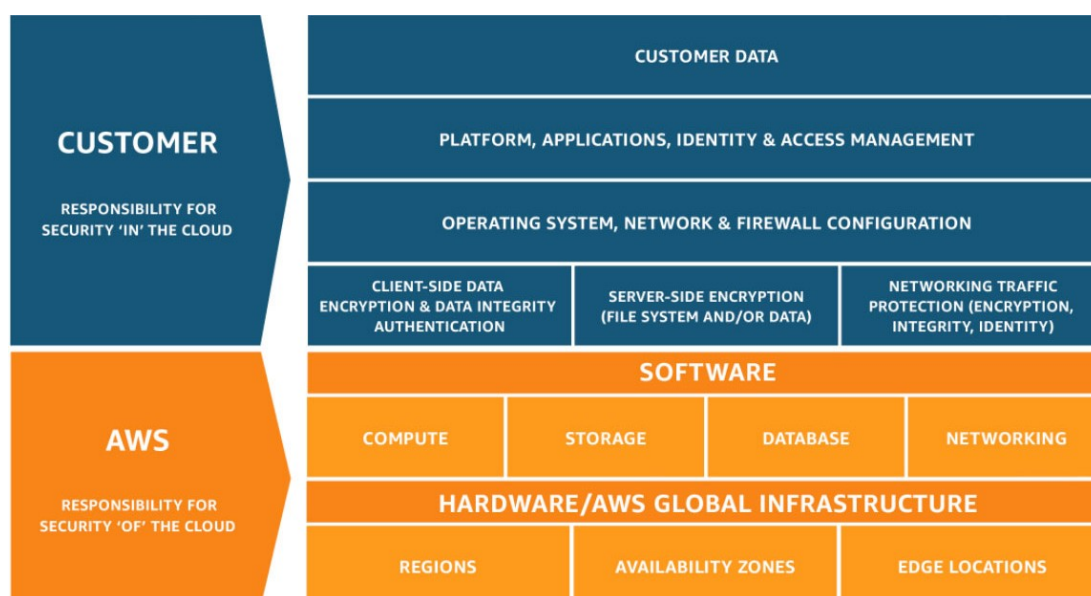 CUSTOMER
RESPONSIBILITY FOR
SECURITY ‘IN’ THE CLOUD
CUSTOMER DATA
PLATFORM, APPLICATIONS, IDENTITY & ACCESS MANAGEMENT
OPERATING SYSTEM, NETWORK & FIREWALL CONFIGURATION
CLIENT-SIDE DATA
ENCRYPTION & DATA INTEGRITY
AUTHENTICATION
SERVER-SIDE ENCRYPTION
(FILE SYSTEM AND/OR DATA)
NETWORKING TRAFFIC
PROTECTION (ENCRYPTION,
INTEGRITY, IDENTITY)
AWS
RESPONSIBILITY FOR
SECURITY ‘OF’ THE CLOUD
SOFTWARE
COMPUTE
STORAGE
DATABASE
NETWORKING
HARDWARE/AWS GLOBAL INFRASTRUCTURE
REGIONS
AVAILABILITY ZONES
EDGE LOCATIONS